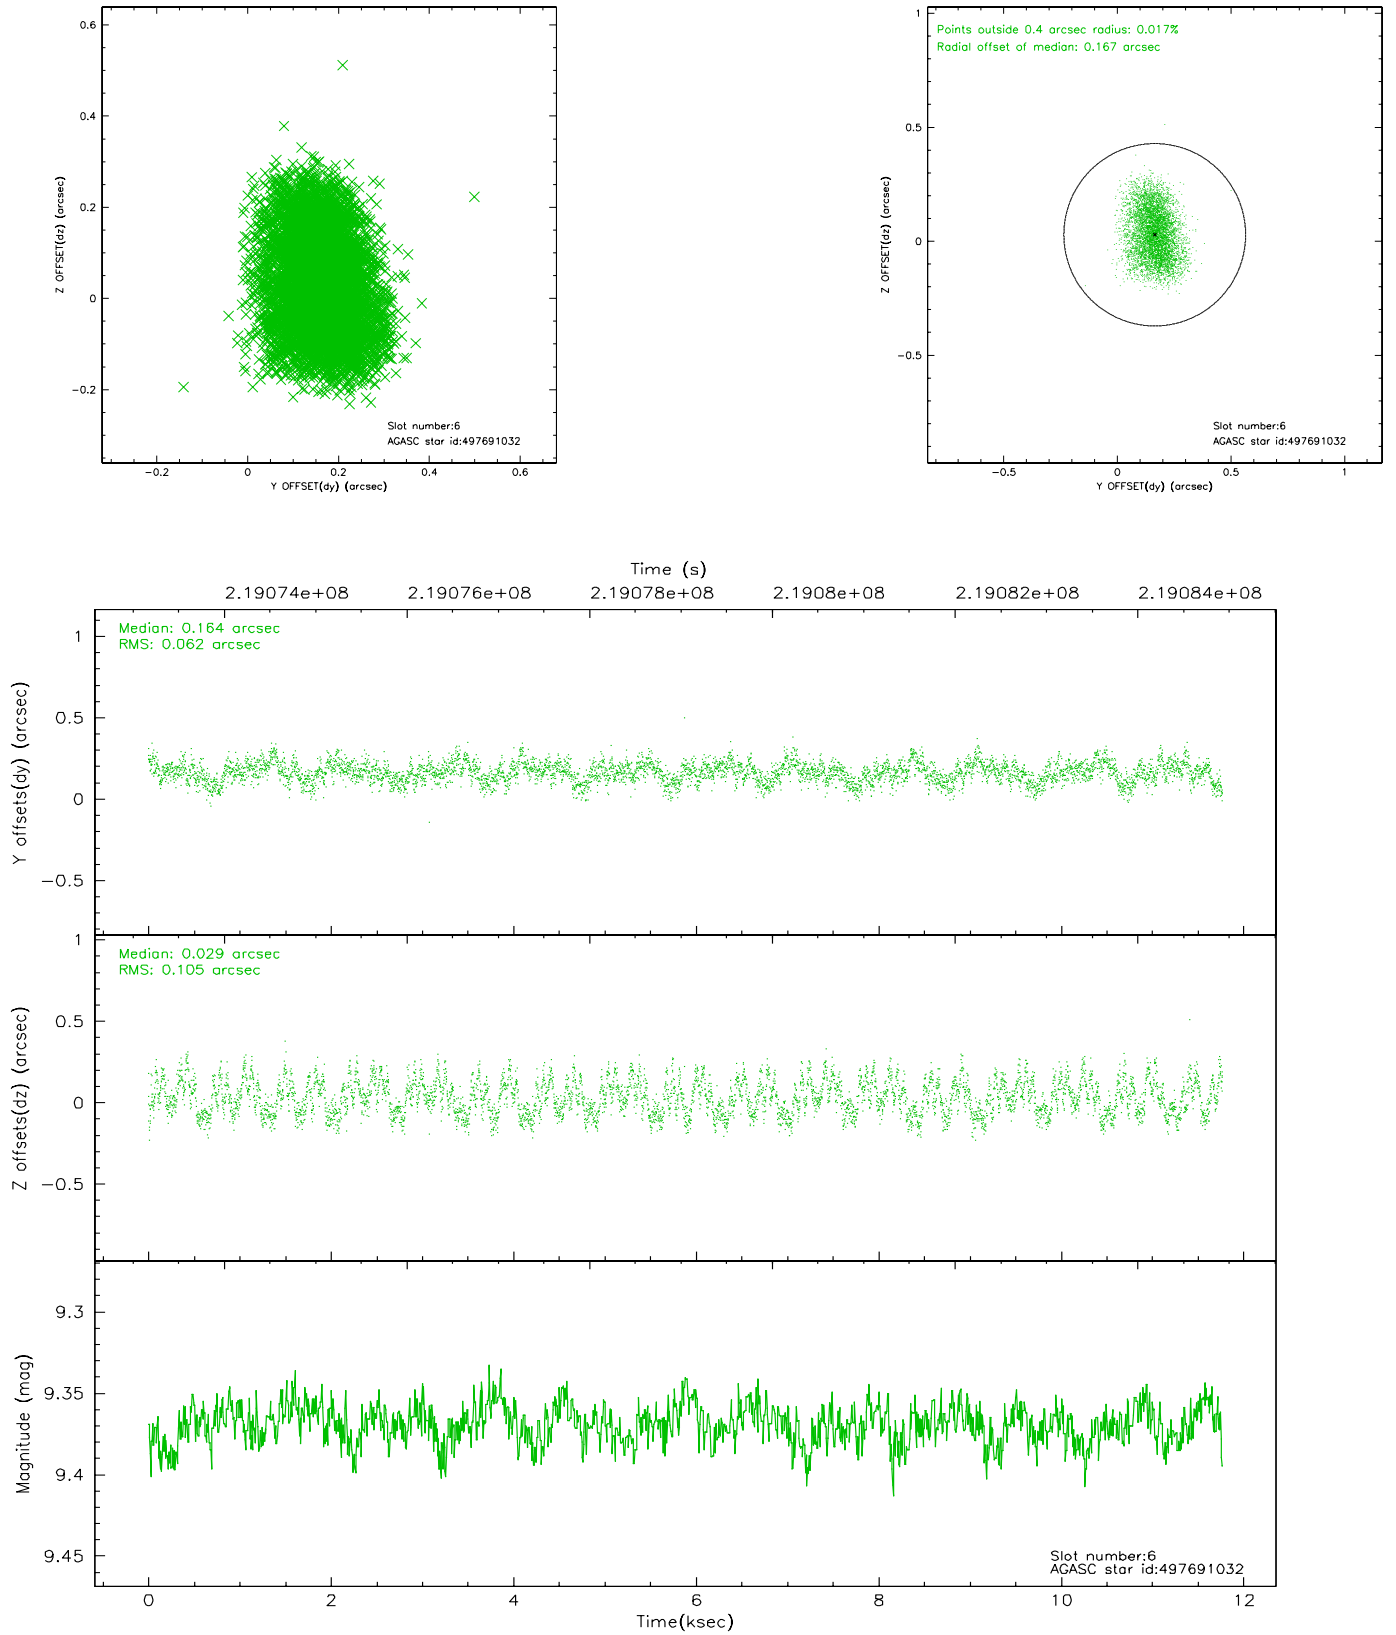 0.6
0.4
0.2
0
−0.2
Z OFFSET(dz) (arcsec)
Slot number:6
AGASC star id:497691032
−0.2 0 0.2 0.4 0.6
Y OFFSET(dy) (arcsec)
1
0.5
0
−0.5
Z OFFSET(dz) (arcsec)
Points outside 0.4 arcsec radius: 0.017%
Radial offset of median: 0.167 arcsec
Slot number:6
AGASC star id:497691032
−0.5 0 0.5 1
Y OFFSET(dy) (arcsec)
Time (s)
2.19074e+08 2.19076e+08 2.19078e+08 2.1908e+08 2.19082e+08 2.19084e+08
Median: 0.164 arcsec
RMS: 0.062 arcsec
1
0.5
0
−0.5
Y offsets(dy) (arcsec)
Median: 0.029 arcsec
RMS: 0.105 arcsec
1
0.5
0
−0.5
Z offsets(dz) (arcsec)
9.3
9.35
9.4
9.45
Magnitude (mag)
Slot number:6
AGASC star id:497691032
0 2 4 6 8 10 12
Time(ksec)